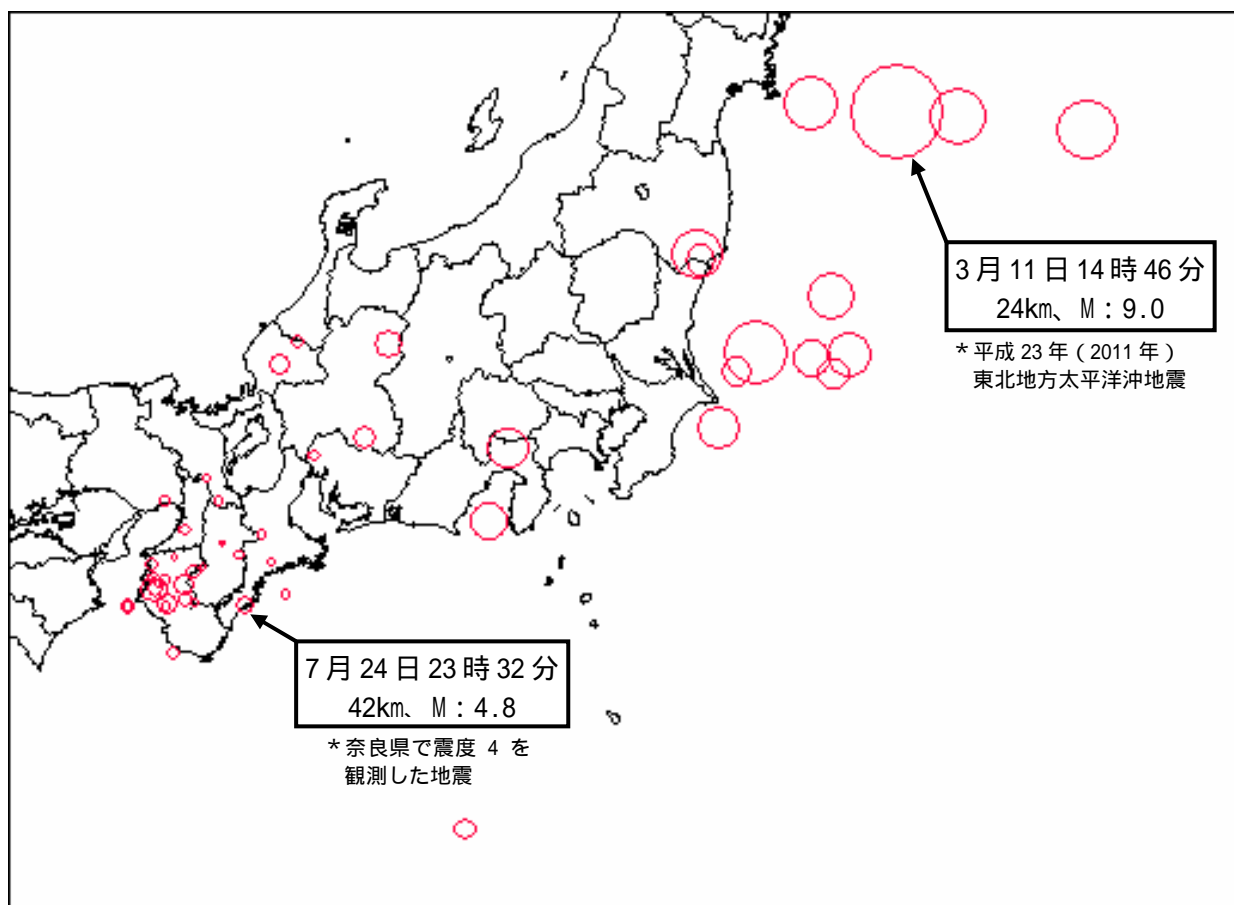 3月11日14時46分
24km、M：9.0
＊平成23年（2011年）
東北地方太平洋沖地震
7月24日23時32分
42km、M：4.8
＊奈良県で震度 4 を
観測した地震